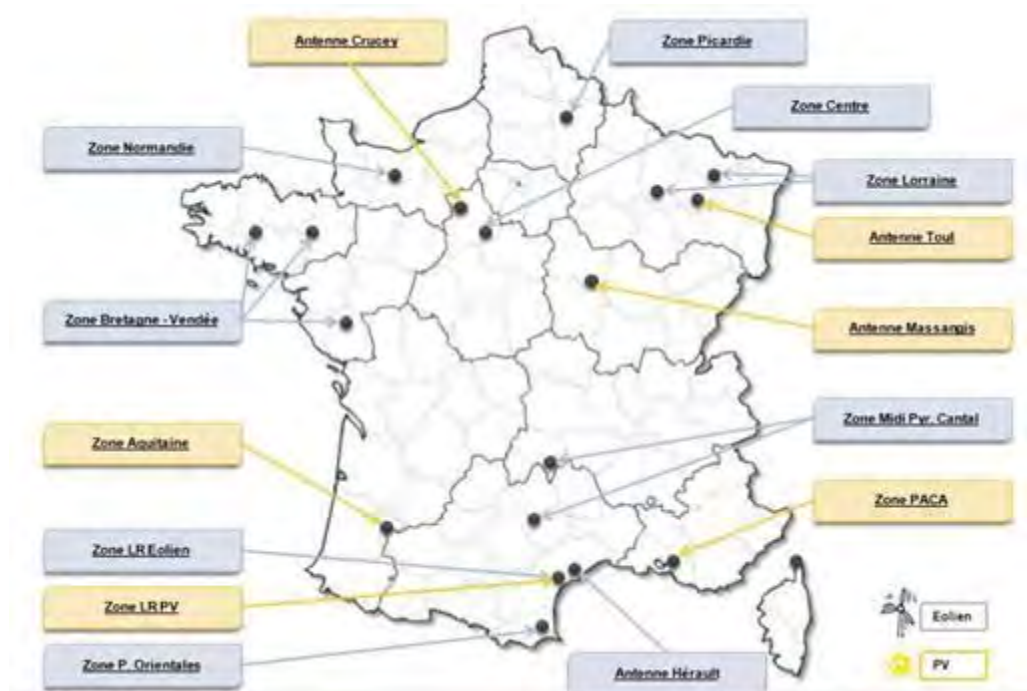 Antenne Crucey
Zone Picardie
Zone Centre
Zone Normandie
Zone Lorraine
Antenne Toul
Zone Bretagne - Vendée
Antenne Massangis
Zone Midi Pyr. Cantal
Zone Aquitaine
Zone PACA
Zone LR Eolien
Zone LR PV
Eolien
Zone P. Orientales
Antenne Hérault
PV